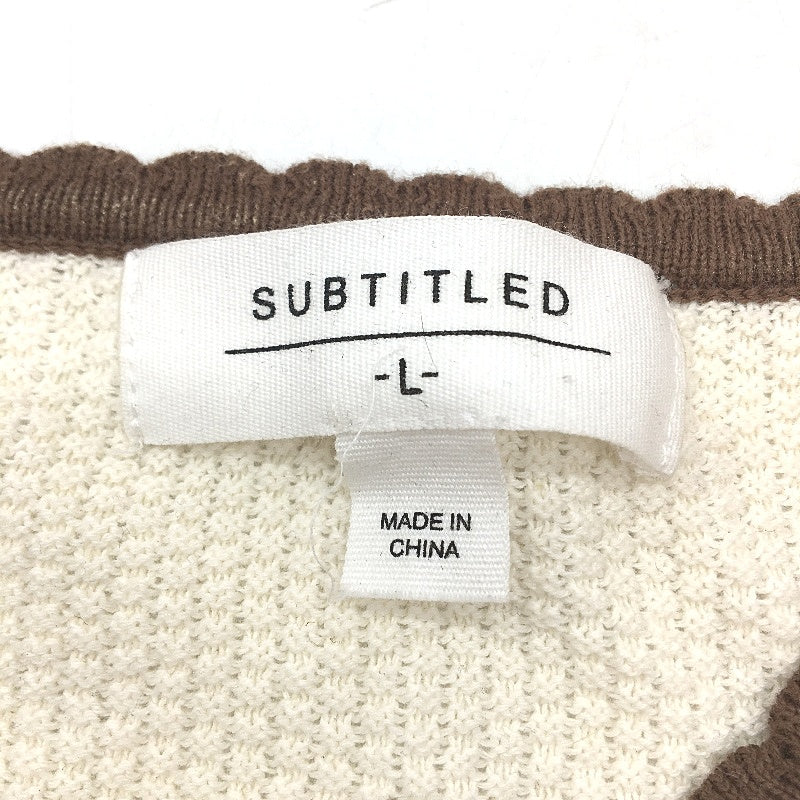 SUBTITLED
-L-
MADE IN
CHINA